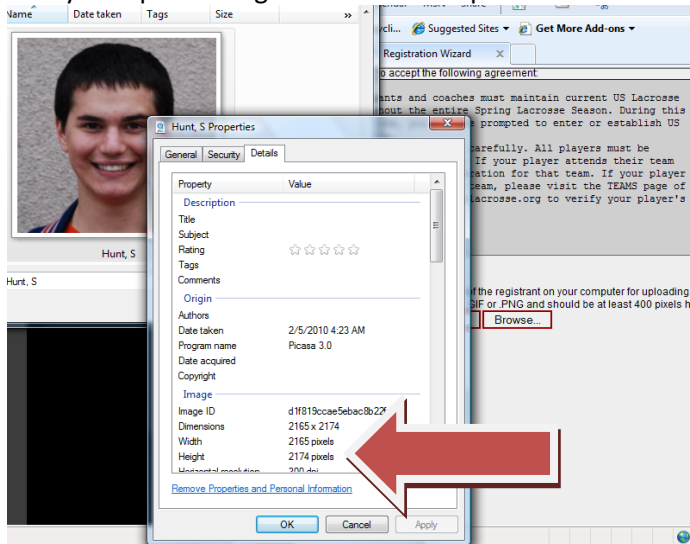 Name Date taken Tags Size »
Suggested Sites ▾ Get More Add-ons ▾
Registration Wizard X
o accept the following agreement:
ants and coaches must maintain current US Lacrosse
hout the entire Spring Lacrosse Season. During this
prompted to enter or establish US
carefully. All players must be
If your player attends their team
ration for that team. If your player
team, please visit the TEAMS page of
lacrosse.org to verify your player's
Hunt, S
Hunt, S
of the registrant on your computer for uploading
GIF or .PNG and should be at least 400 pixels h
Browse...
Hunt, S Properties
General Security Details
Property Value
Description
Title
Subject
Rating
Tags
Comments
Origin
Authors
Date taken 2/5/2010 4:23 AM
Program name Picasa 3.0
Date acquired
Copyright
Image
Image ID d1f819ccae5ebac8b22f
Dimensions 2165 x 2174
Width 2165 pixels
Height 2174 pixels
Horizontal resolution 300 dpi
Remove Properties and Personal Information
OK Cancel Apply